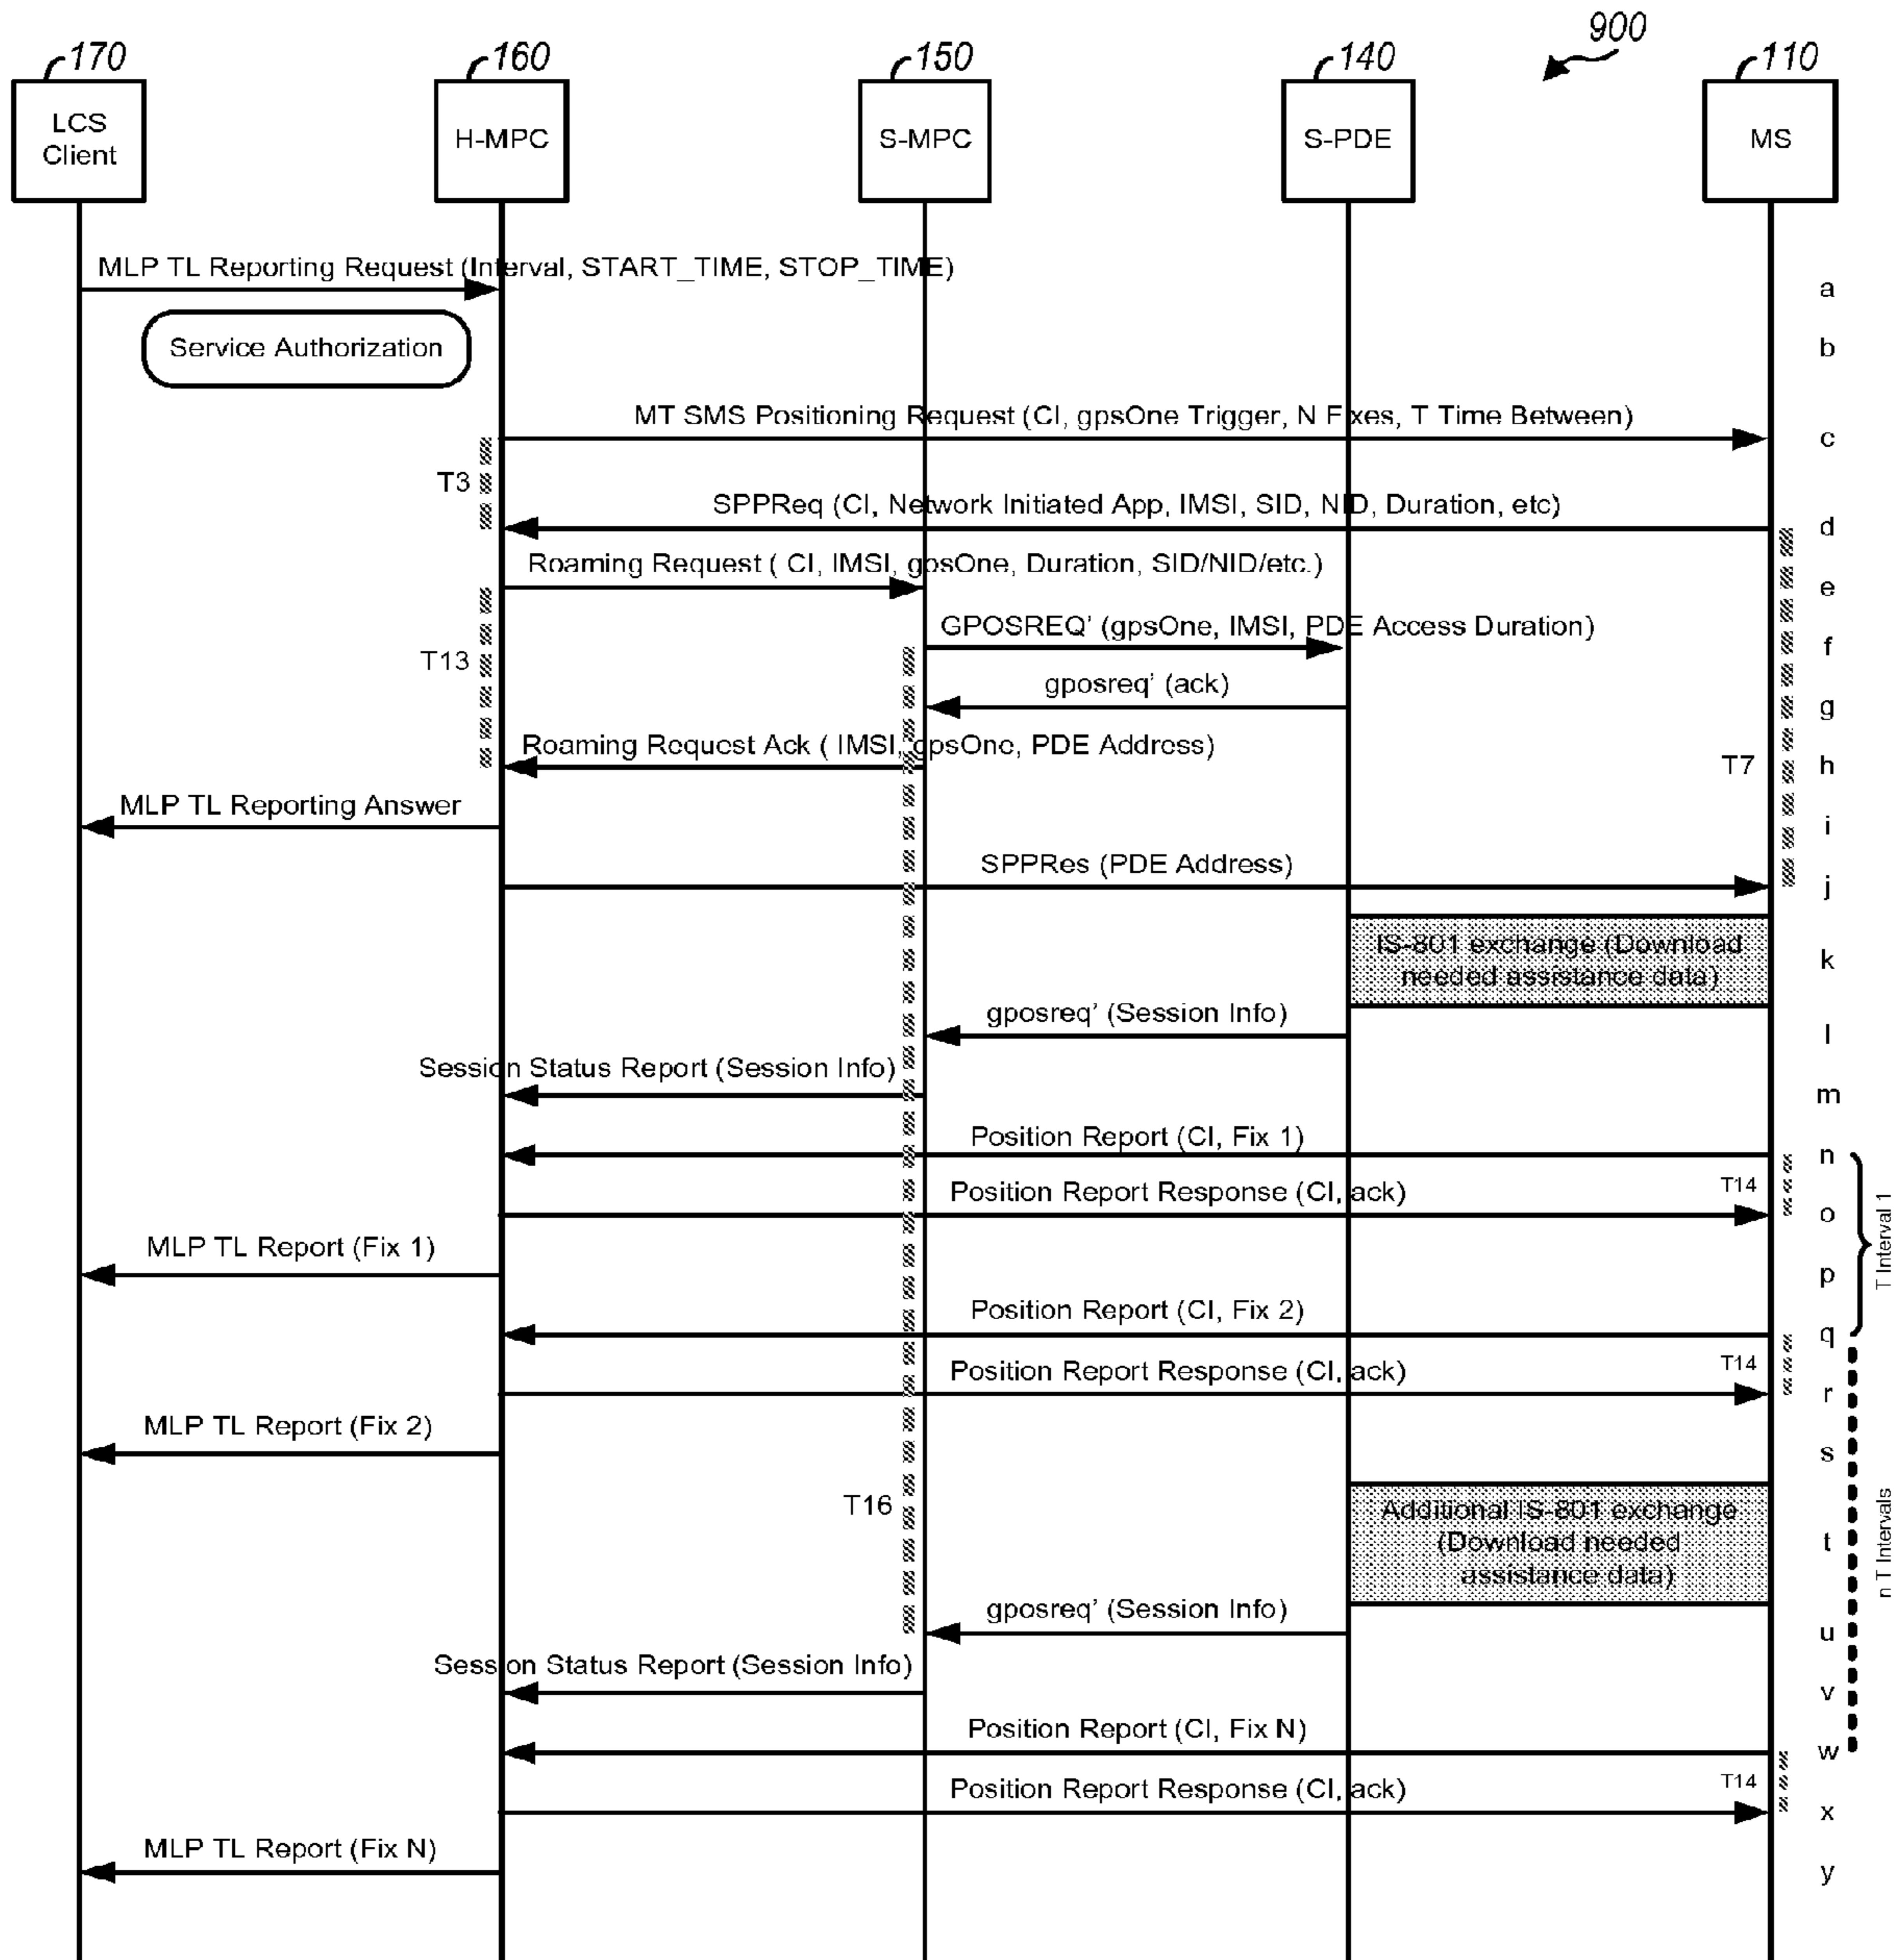 900
170
160
150
140
110
LCS
Client
H-MPC
S-MPC
S-PDE
MS
MLP TL Reporting Request (Interval, START_TIME, STOP_TIME)
a
Service Authorization
b
MT SMS Positioning Request (CI, gpsOne Trigger, N Fixes, T Time Between)
c
T3
SPPReq (CI, Network Initiated App, IMSI, SID, NID, Duration, etc)
d
Roaming Request ( CI, IMSI, gpsOne, Duration, SID/NID/etc.)
e
GPOSREQ' (gpsOne, IMSI, PDE Access Duration)
f
T13
gposreq' (ack)
g
Roaming Request Ack ( IMSI, gpsOne, PDE Address)
T7
h
MLP TL Reporting Answer
i
SPPRes (PDE Address)
j
IS-801 exchange (Download
needed assistance data)
k
gposreq' (Session Info)
l
Session Status Report (Session Info)
m
Position Report (CI, Fix 1)
n
Position Report Response (CI, ack)
T14
o
T Interval 1
MLP TL Report (Fix 1)
p
Position Report (CI, Fix 2)
q
Position Report Response (CI, ack)
T14
r
MLP TL Report (Fix 2)
s
T16
Additional IS-801 exchange
(Download needed
assistance data)
t
n T Intervals
gposreq' (Session Info)
u
Session Status Report (Session Info)
v
Position Report (CI, Fix N)
w
Position Report Response (CI, ack)
T14
x
MLP TL Report (Fix N)
y